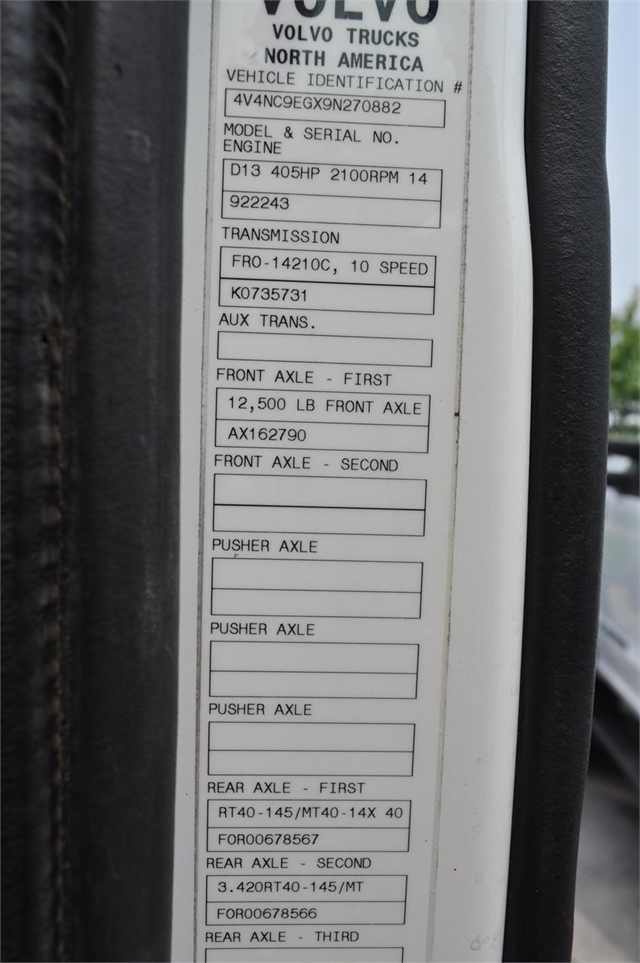 VOLVO
VOLVO TRUCKS
NORTH AMERICA
VEHICLE IDENTIFICATION #
4V4NC9EGX9N270882
MODEL & SERIAL NO.
ENGINE
D13 405HP 2100RPM 14
922243
TRANSMISSION
FRO-14210C, 10 SPEED
K0735731
AUX TRANS.
FRONT AXLE - FIRST
12,500 LB FRONT AXLE
AX162790
FRONT AXLE - SECOND
PUSHER AXLE
PUSHER AXLE
PUSHER AXLE
REAR AXLE - FIRST
RT40-145/MT40-14X 40
FOR00678567
REAR AXLE - SECOND
3.420RT40-145/MT
FOR00678566
REAR AXLE - THIRD